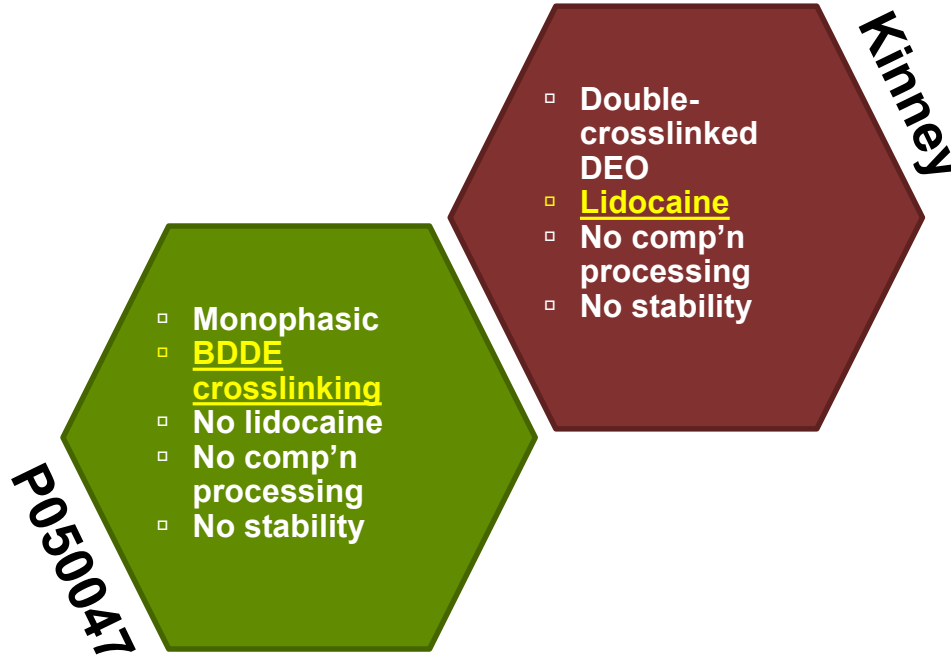 Kinney
▫ Double-
crosslinked
DEO
▫ Lidocaine
▫ No comp’n
processing
▫ No stability
▫ Monophasic
▫ BDDE
crosslinking
▫ No lidocaine
▫ No comp’n
processing
▫ No stability
P050047